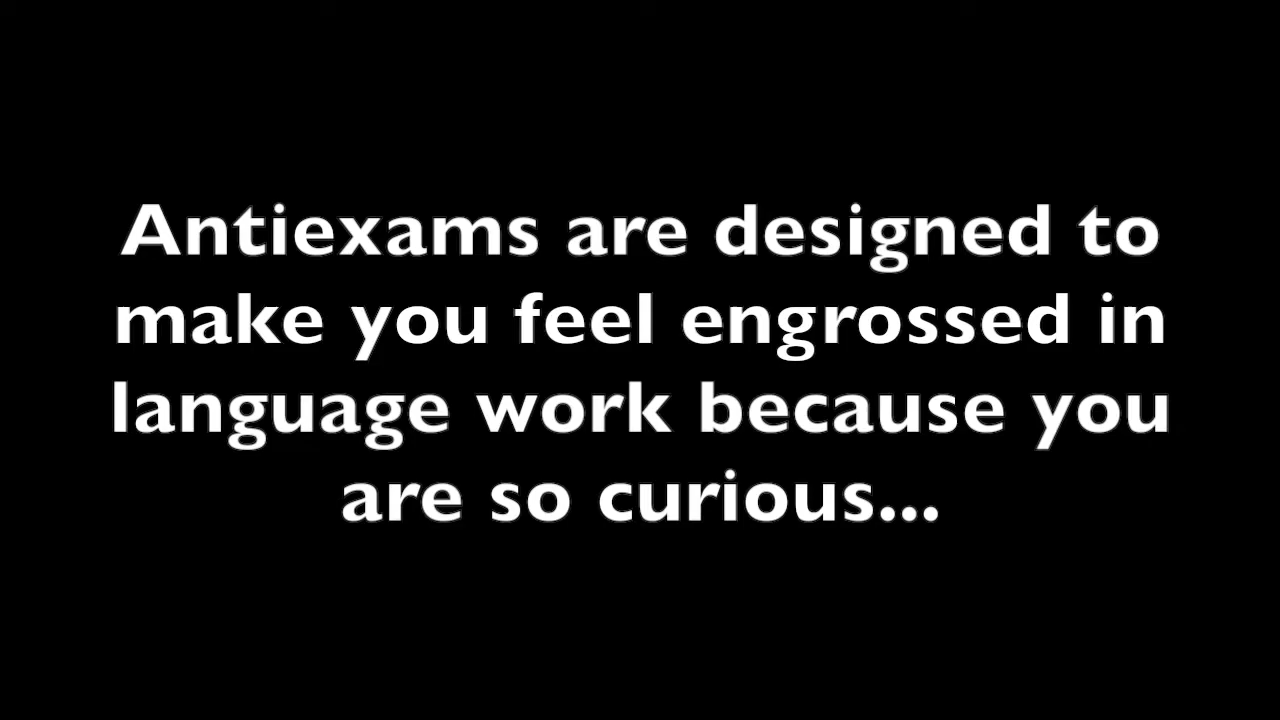 Antiexams are designed to
make you feel engrossed in
language work because you
are so curious...